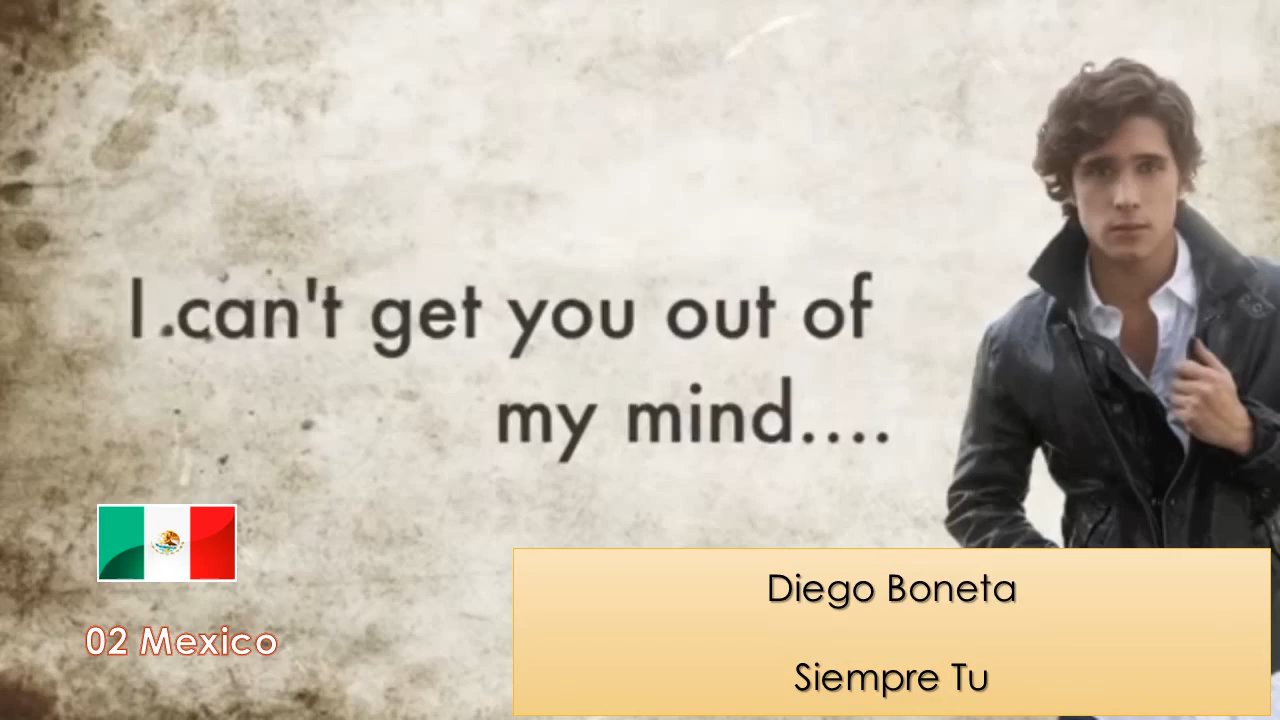 I can't get you out of
my mind....
02 Mexico
Diego Boneta
Siempre Tu